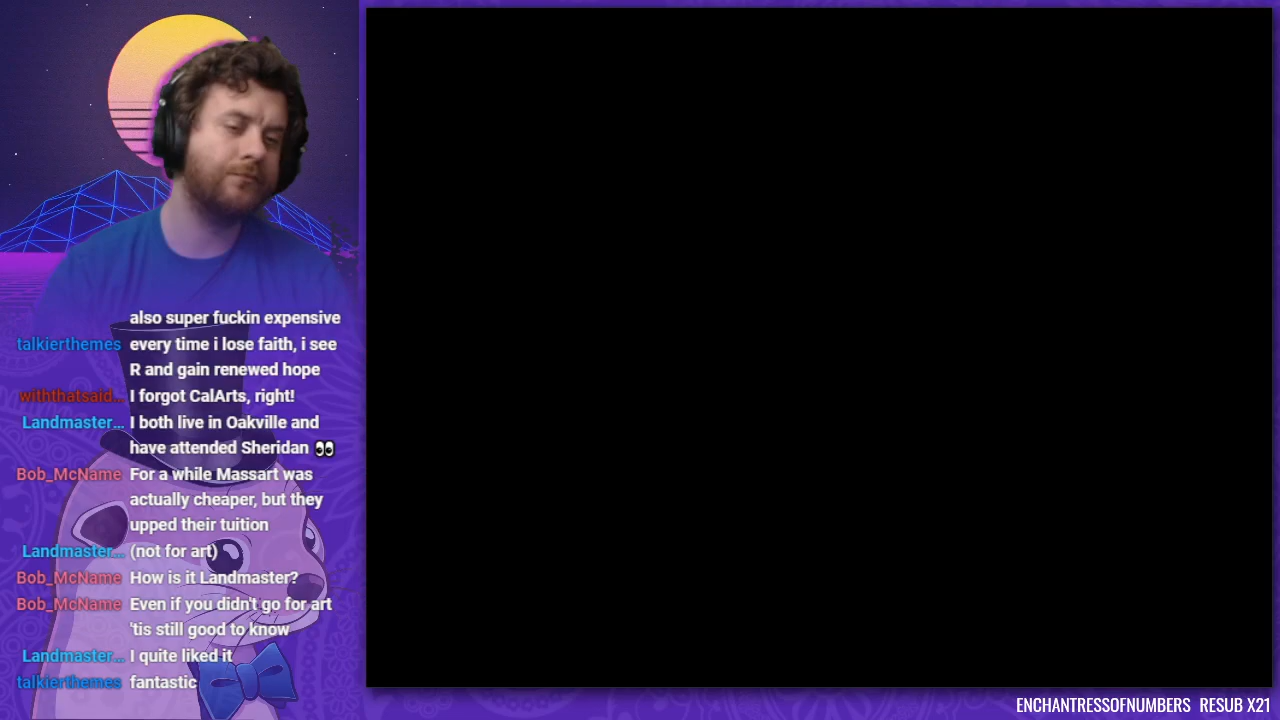 also super fuckin expensive
talkierthemes every time i lose faith, i see
R and gain renewed hope
withthatsaid… I forgot CalArts, right!
Landmaster… I both live in Oakville and
have attended Sheridan 👀
Bob_McName For a while Massart was
actually cheaper, but they
upped their tuition
Landmaster… (not for art)
Bob_McName How is it Landmaster?
Bob_McName Even if you didn't go for art
'tis still good to know
Landmaster… I quite liked it
talkierthemes fantastic
ENCHANTRESSOFNUMBERS RESUB X21